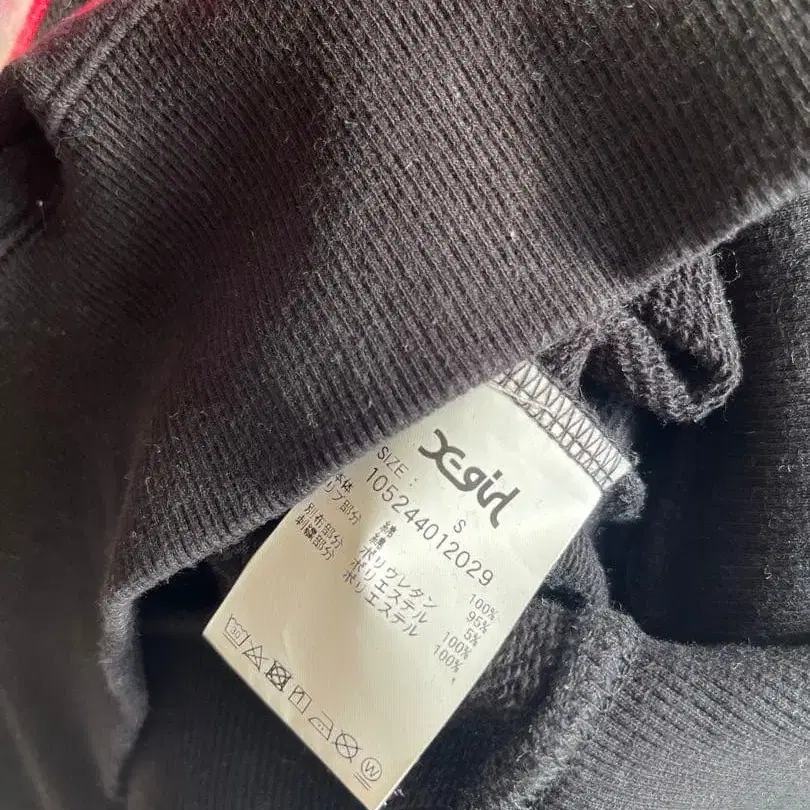 X-girl
SIZE : S
105244012029
本体 綿 100%
リブ部分 綿 95%
ポリウレタン 5%
別布部分 ポリエステル 100%
刺繍部分 ポリエステル 100%
30
W